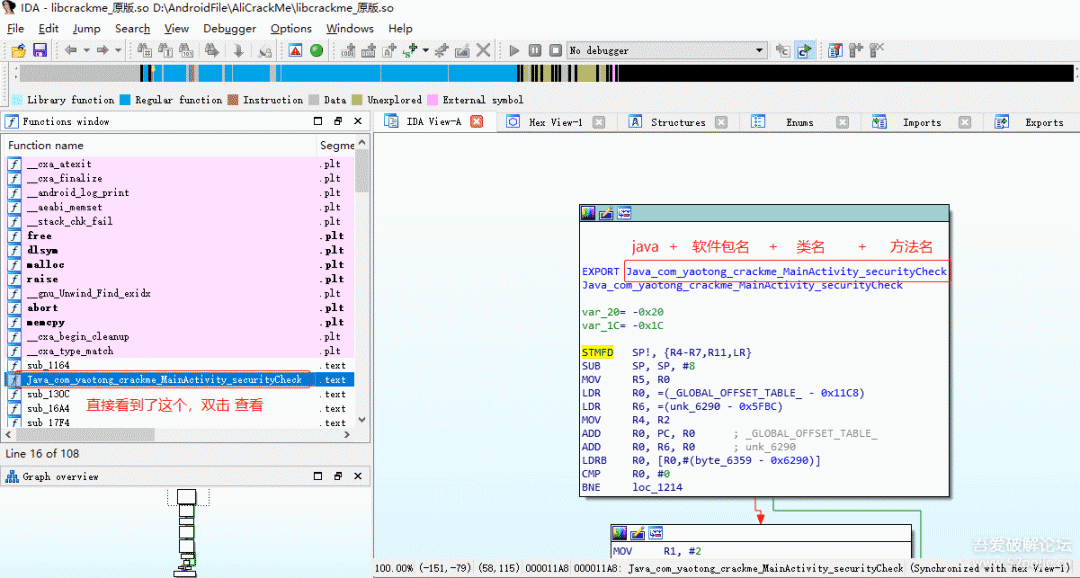 IDA - libcrackme_原版.so D:\AndroidFile\AliCrackMe\libcrackme_原版.so
File Edit Jump Search View Debugger Options Windows Help
No debugger
Library function Regular function Instruction Data Unexplored External symbol
Functions window
IDA View-A Hex View-1 Structures Enums Imports Exports
Function name Segme
f __cxa_atexit .plt
f __cxa_finalize .plt
f __android_log_print .plt
f __aeabi_memset .plt
f __stack_chk_fail .plt
f free .plt
f dlsym .plt
f malloc .plt
f raise .plt
f __gnu_Unwind_Find_exidx .plt
f abort .plt
f memcpy .plt
f __cxa_begin_cleanup .plt
f __cxa_type_match .plt
f sub_1164 .text
f Java_com_yaotong_crackme_MainActivity_securityCheck .text
f sub_130C .text
f sub_16A4 .text
f sub_17F4 .text
直接看到了这个，双击 查看
Line 16 of 108
Graph overview
java + 软件包名 + 类名 + 方法名
EXPORT Java_com_yaotong_crackme_MainActivity_securityCheck
Java_com_yaotong_crackme_MainActivity_securityCheck
var_20= -0x20
var_1C= -0x1C
STMFD SP!, {R4-R7,R11,LR}
SUB SP, SP, #8
MOV R5, R0
LDR R0, =(_GLOBAL_OFFSET_TABLE_ - 0x11C8)
LDR R6, =(unk_6290 - 0x5FBC)
MOV R4, R2
ADD R0, PC, R0 ; _GLOBAL_OFFSET_TABLE_
ADD R0, R6, R0 ; unk_6290
LDRB R0, [R0,#(byte_6359 - 0x6290)]
CMP R0, #0
BNE loc_1214
MOV R1, #2
100.00% (-151,-79) (58,115) 000011A8 000011A8: Java_com_yaotong_crackme_MainActivity_securityCheck (Synchronized with Hex View-1)
吾爱破解论坛